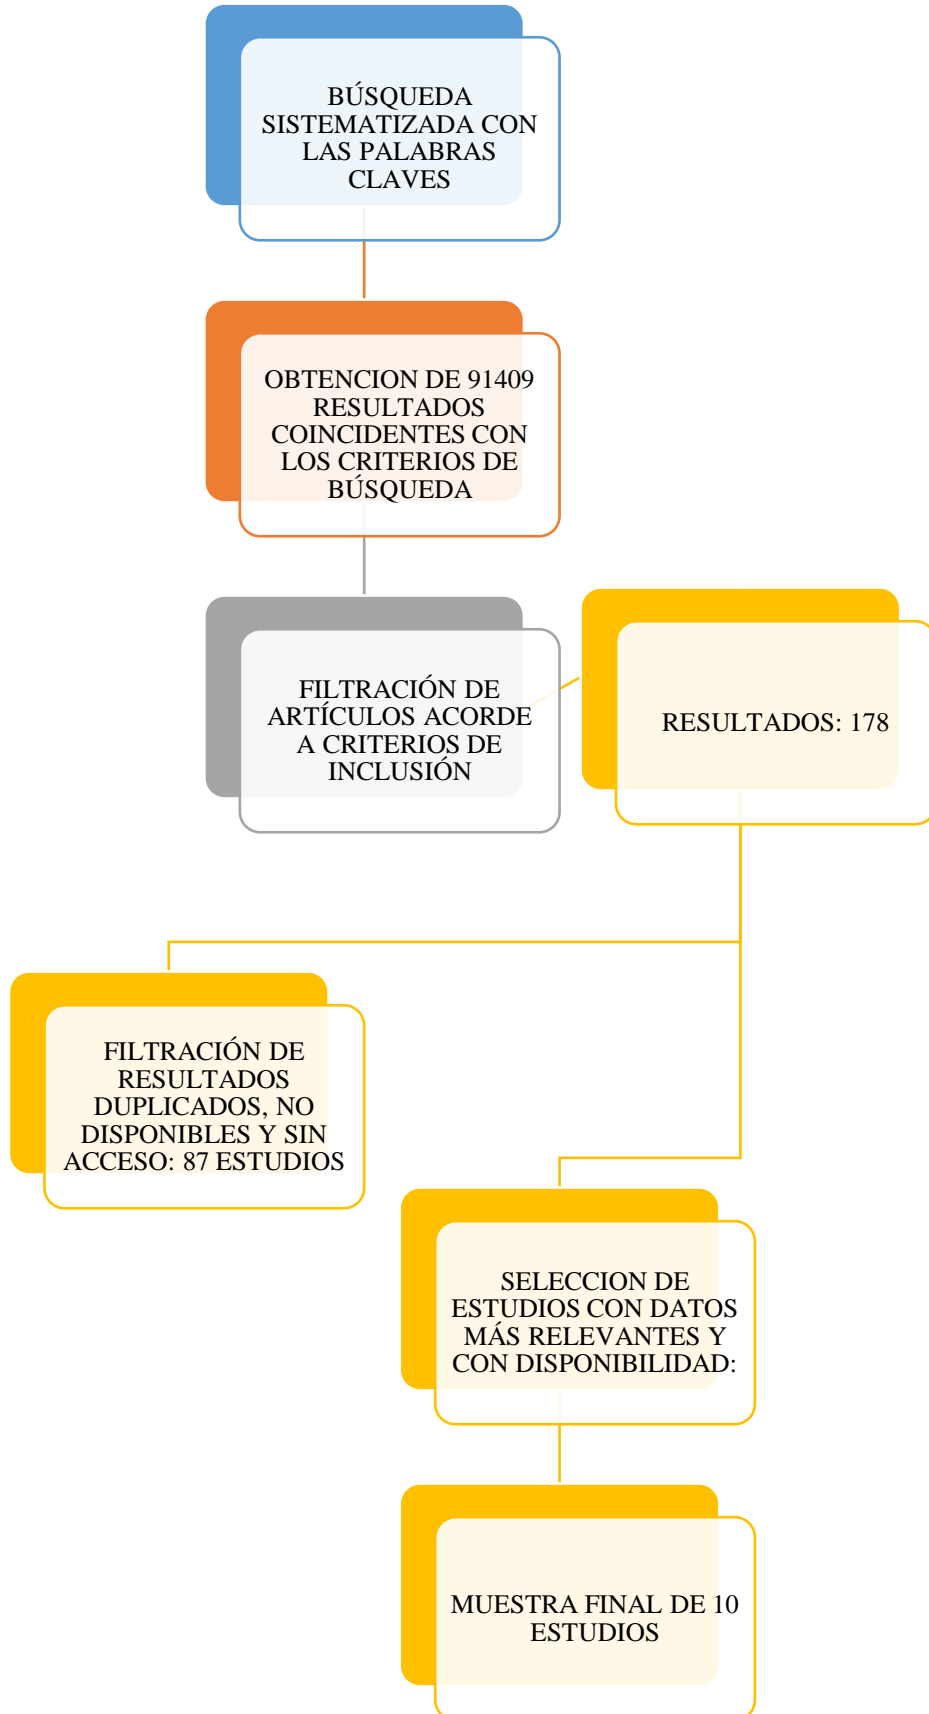 BÚSQUEDA
SISTEMATIZADA CON
LAS PALABRAS
CLAVES
OBTENCION DE 91409
RESULTADOS
COINCIDENTES CON
LOS CRITERIOS DE
BÚSQUEDA
FILTRACIÓN DE
ARTÍCULOS ACORDE
A CRITERIOS DE
INCLUSIÓN
RESULTADOS: 178
FILTRACIÓN DE
RESULTADOS
DUPLICADOS, NO
DISPONIBLES Y SIN
ACCESO: 87 ESTUDIOS
SELECCION DE
ESTUDIOS CON DATOS
MÁS RELEVANTES Y
CON DISPONIBILIDAD:
MUESTRA FINAL DE 10
ESTUDIOS